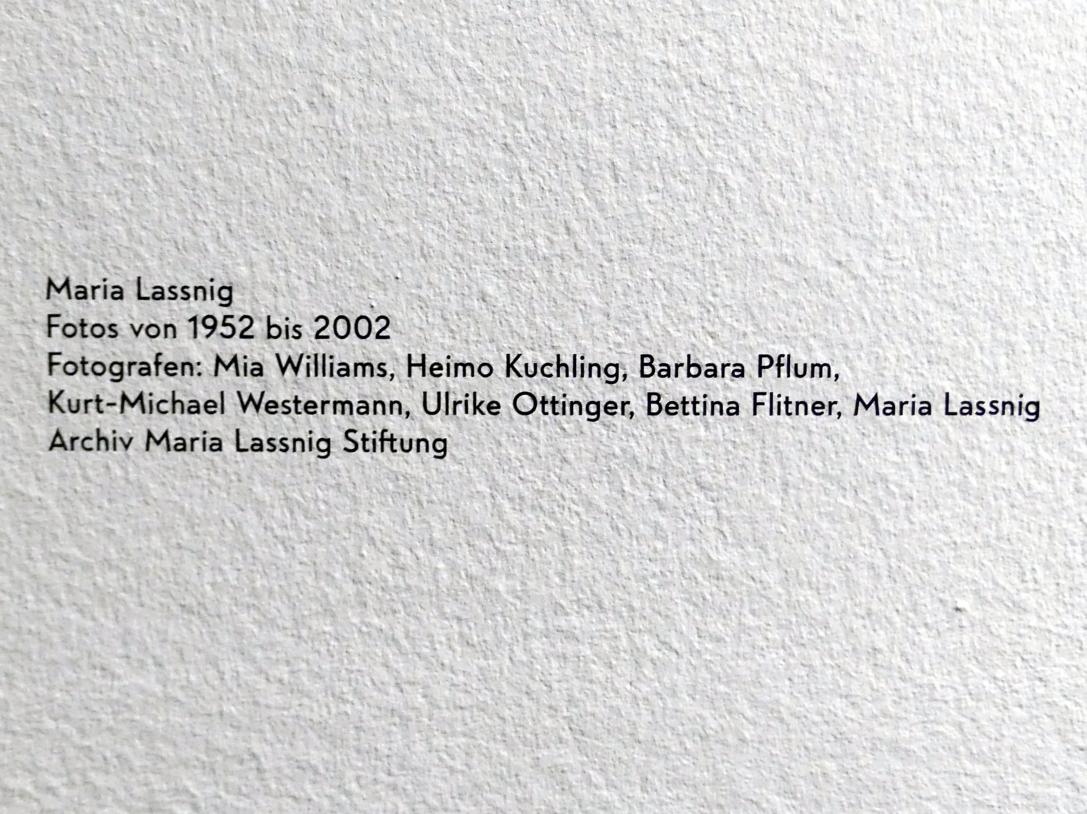 Maria Lassnig
Fotos von 1952 bis 2002
Fotografen: Mia Williams, Heimo Kuchling, Barbara Pflum,
Kurt-Michael Westermann, Ulrike Ottinger, Bettina Flitner, Maria Lassnig
Archiv Maria Lassnig Stiftung